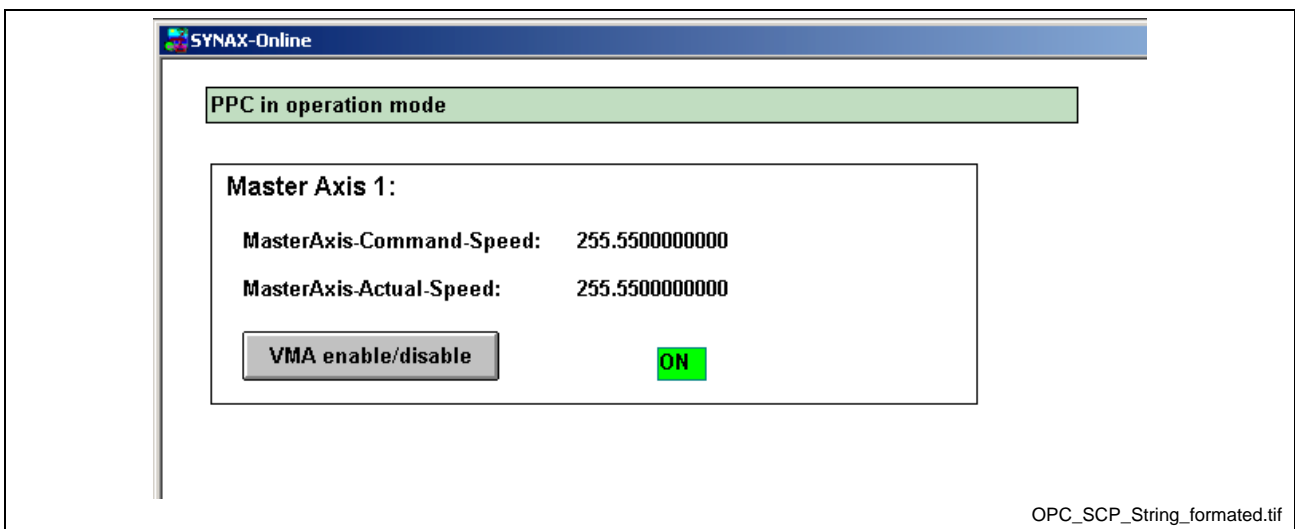 SYNAX-Online
PPC in operation mode
Master Axis 1:
MasterAxis-Command-Speed: 255.5500000000
MasterAxis-Actual-Speed: 255.5500000000
VMA enable/disable ON
OPC_SCP_String_formated.tif